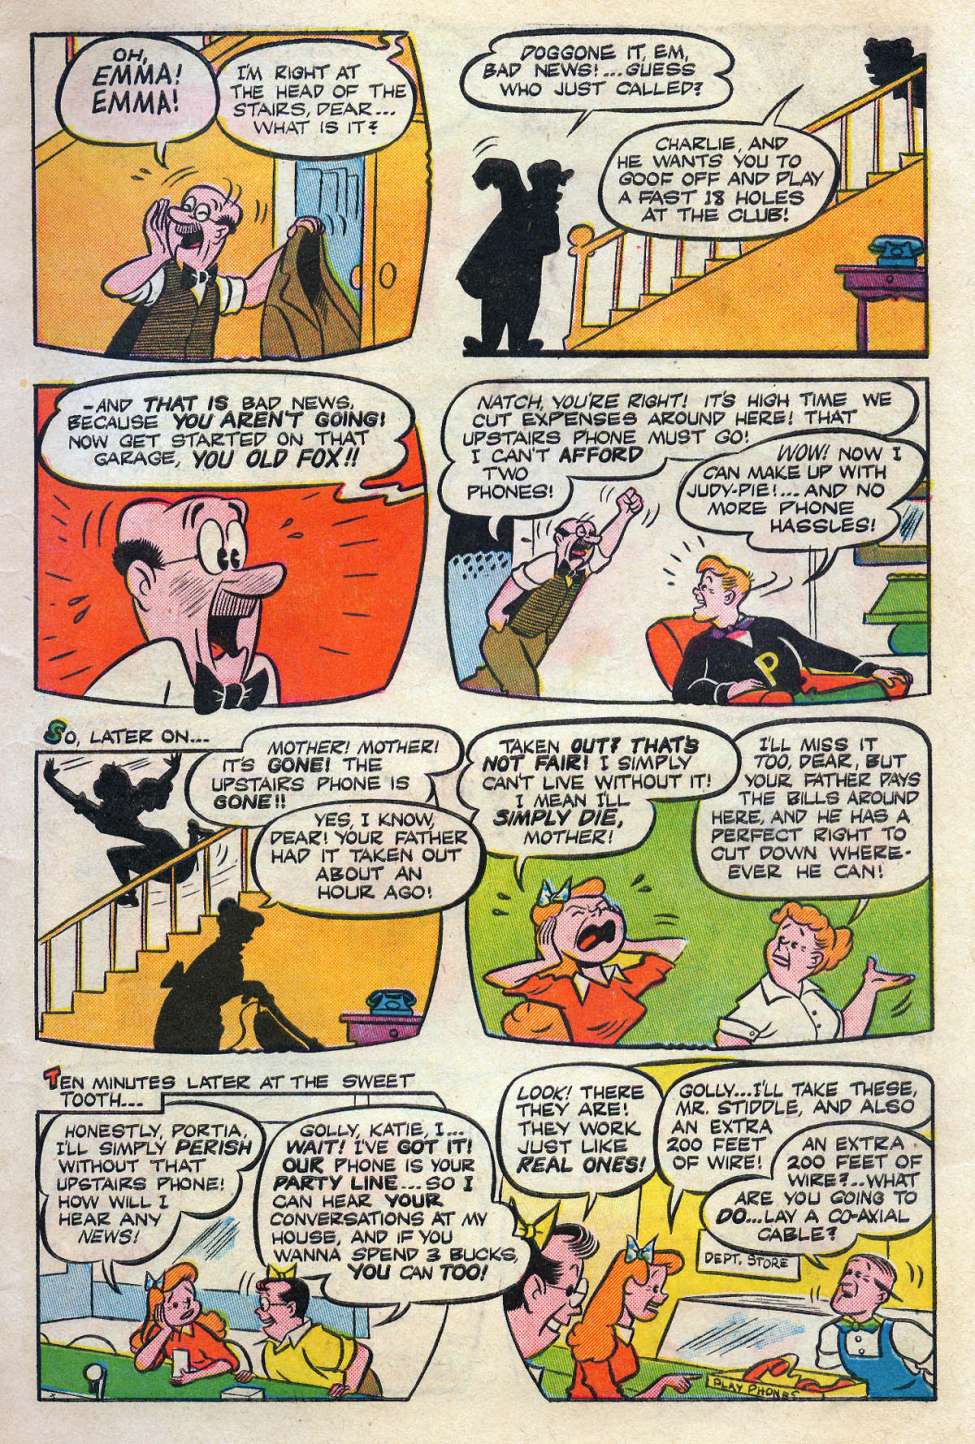 OH,
EMMA!
EMMA!
I'M RIGHT AT
THE HEAD OF THE
STAIRS, DEAR...
WHAT IS IT?
DOGGONE IT, EM,
BAD NEWS!...GUESS
WHO JUST CALLED?
CHARLIE, AND
HE WANTS YOU TO
GOOF OFF AND PLAY
A FAST 18 HOLES
AT THE CLUB!
-AND THAT IS BAD NEWS,
BECAUSE YOU AREN'T GOING!
NOW GET STARTED ON THAT
GARAGE, YOU OLD FOX!!
NATCH, YOU'RE RIGHT! IT'S HIGH TIME WE
CUT EXPENSES AROUND HERE! THAT
UPSTAIRS PHONE MUST GO!
I CAN'T AFFORD
TWO
PHONES!
WOW! NOW I
CAN MAKE UP WITH
JUDY-PIE!...AND NO
MORE PHONE
HASSLES!
P
SO, LATER ON...
MOTHER! MOTHER!
IT'S GONE! THE
UPSTAIRS PHONE IS
GONE!!
YES, I KNOW,
DEAR! YOUR FATHER
HAD IT TAKEN OUT
ABOUT AN
HOUR AGO!
TAKEN OUT? THAT'S
NOT FAIR! I SIMPLY
CAN'T LIVE WITHOUT IT!
I MEAN I'LL
SIMPLY DIE,
MOTHER!
I'LL MISS IT
TOO, DEAR, BUT
YOUR FATHER PAYS
THE BILLS AROUND
HERE, AND HE HAS A
PERFECT RIGHT TO
CUT DOWN WHERE-
EVER HE CAN!
TEN MINUTES LATER AT THE SWEET
TOOTH...
HONESTLY, PORTIA,
I'LL SIMPLY PERISH
WITHOUT THAT
UPSTAIRS PHONE!
HOW WILL I
HEAR ANY
NEWS!
GOLLY, KATIE, I...
WAIT! I'VE GOT IT!
OUR PHONE IS YOUR
PARTY LINE...SO I
CAN HEAR YOUR
CONVERSATIONS AT MY
HOUSE, AND IF YOU
WANNA SPEND 3 BUCKS,
YOU CAN TOO!
LOOK! THERE
THEY ARE!
THEY WORK
JUST LIKE
REAL ONES!
GOLLY...I'LL TAKE THESE,
MR. STIDDLE, AND ALSO
AN EXTRA
200 FEET
OF WIRE!
AN EXTRA
200 FEET OF
WIRE?...WHAT
ARE YOU GOING TO
DO...LAY A CO-AXIAL
CABLE?
DEPT. STORE
PLAY PHONES